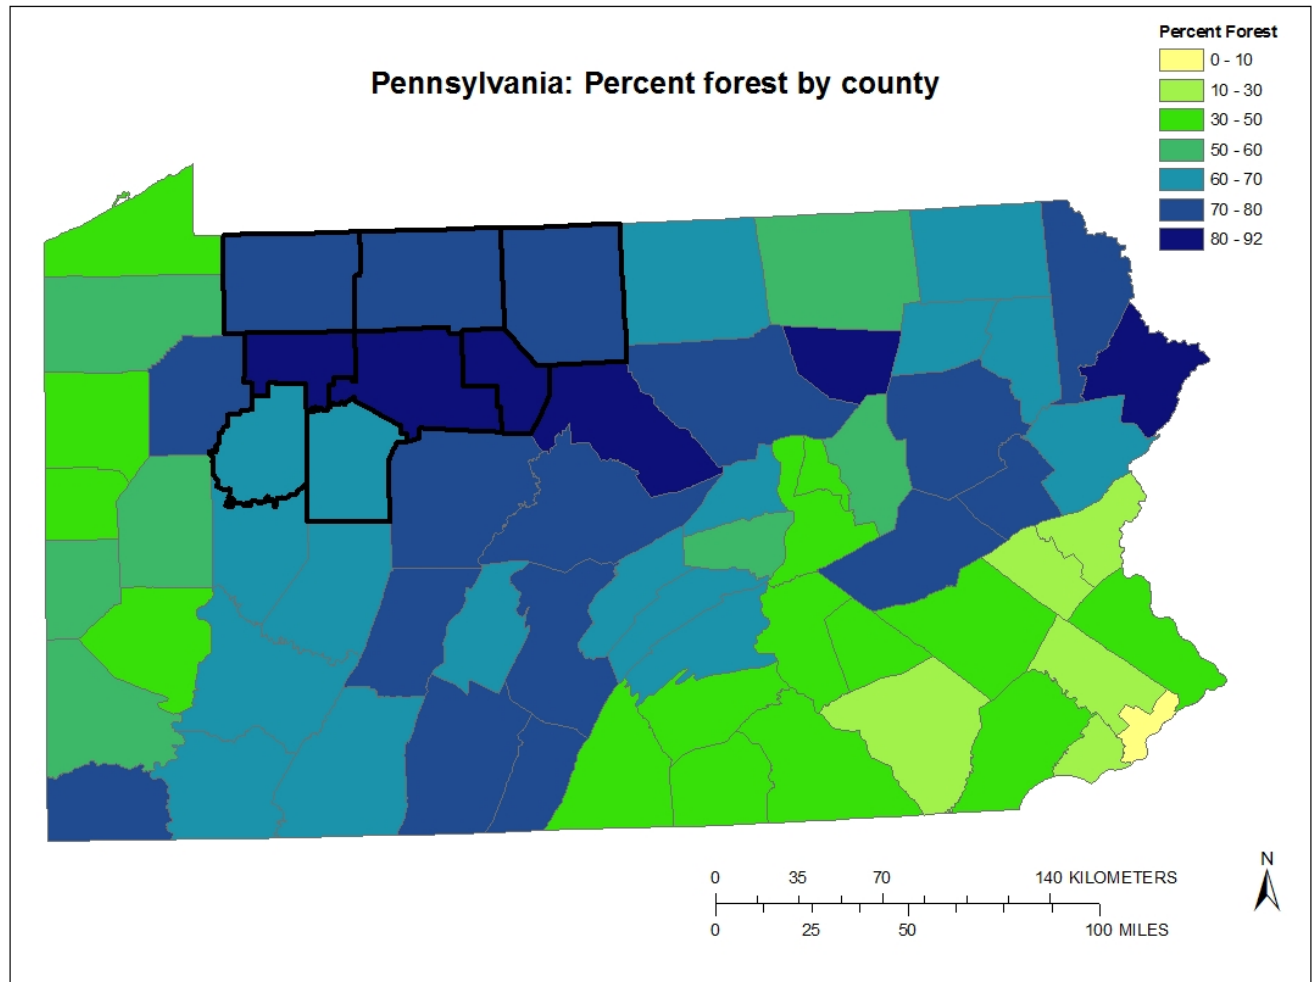 Percent Forest
0 - 10
10 - 30
30 - 50
50 - 60
60 - 70
70 - 80
80 - 92
Pennsylvania: Percent forest by county
0 35 70 140 KILOMETERS
0 25 50 100 MILES
N